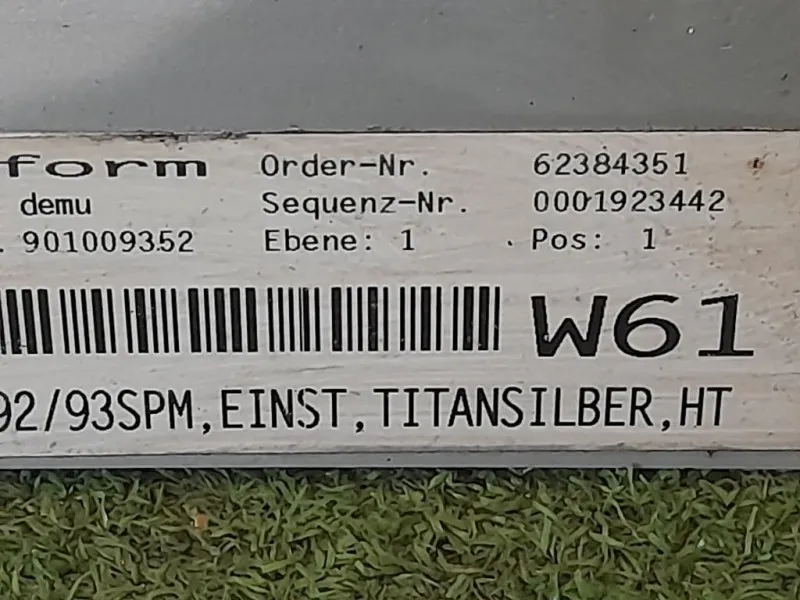 form Order-Nr. 62384351
demu Sequenz-Nr. 0001923442
. 901009352 Ebene: 1 Pos: 1
W61
92/93SPM,EINST,TITANSILBER,HT